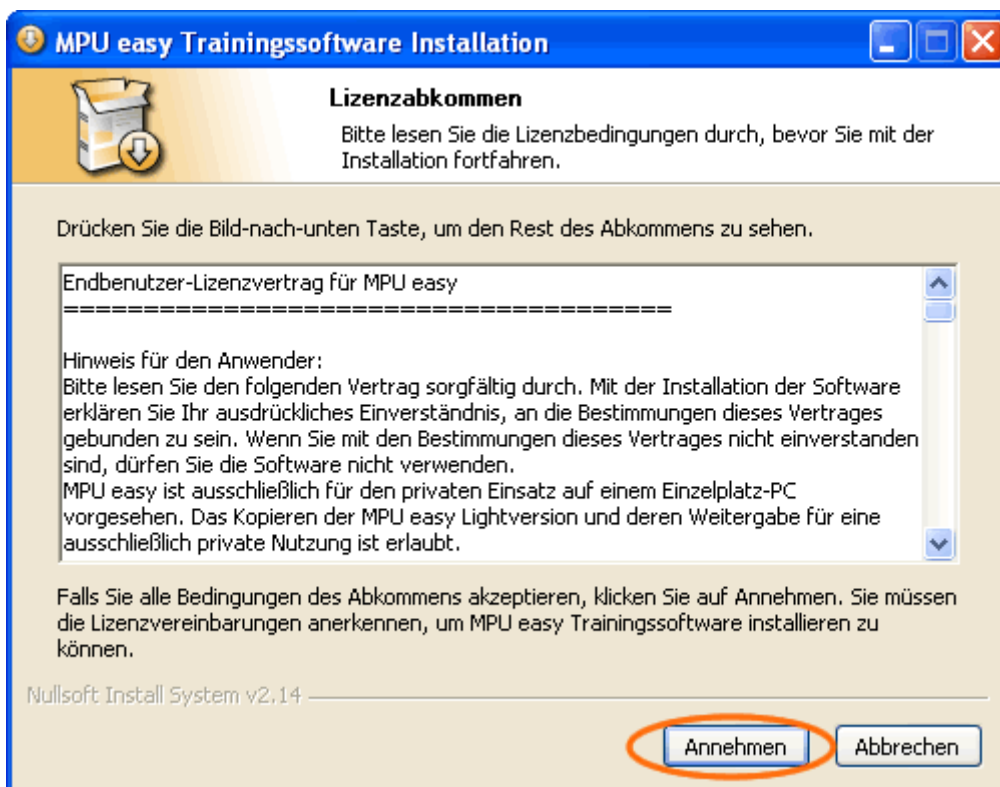 MPU easy Trainingssoftware Installation
Lizenzabkommen
Bitte lesen Sie die Lizenzbedingungen durch, bevor Sie mit der
Installation fortfahren.
Drücken Sie die Bild-nach-unten Taste, um den Rest des Abkommens zu sehen.
Endbenutzer-Lizenzvertrag für MPU easy
======================================
Hinweis für den Anwender:
Bitte lesen Sie den folgenden Vertrag sorgfältig durch. Mit der Installation der Software
erklären Sie Ihr ausdrückliches Einverständnis, an die Bestimmungen dieses Vertrages
gebunden zu sein. Wenn Sie mit den Bestimmungen dieses Vertrages nicht einverstanden
sind, dürfen Sie die Software nicht verwenden.
MPU easy ist ausschließlich für den privaten Einsatz auf einem Einzelplatz-PC
vorgesehen. Das Kopieren der MPU easy Lightversion und deren Weitergabe für eine
ausschließlich private Nutzung ist erlaubt.
Falls Sie alle Bedingungen des Abkommens akzeptieren, klicken Sie auf Annehmen. Sie müssen
die Lizenzvereinbarungen anerkennen, um MPU easy Trainingssoftware installieren zu
können.
Nullsoft Install System v2.14
Annehmen
Abbrechen